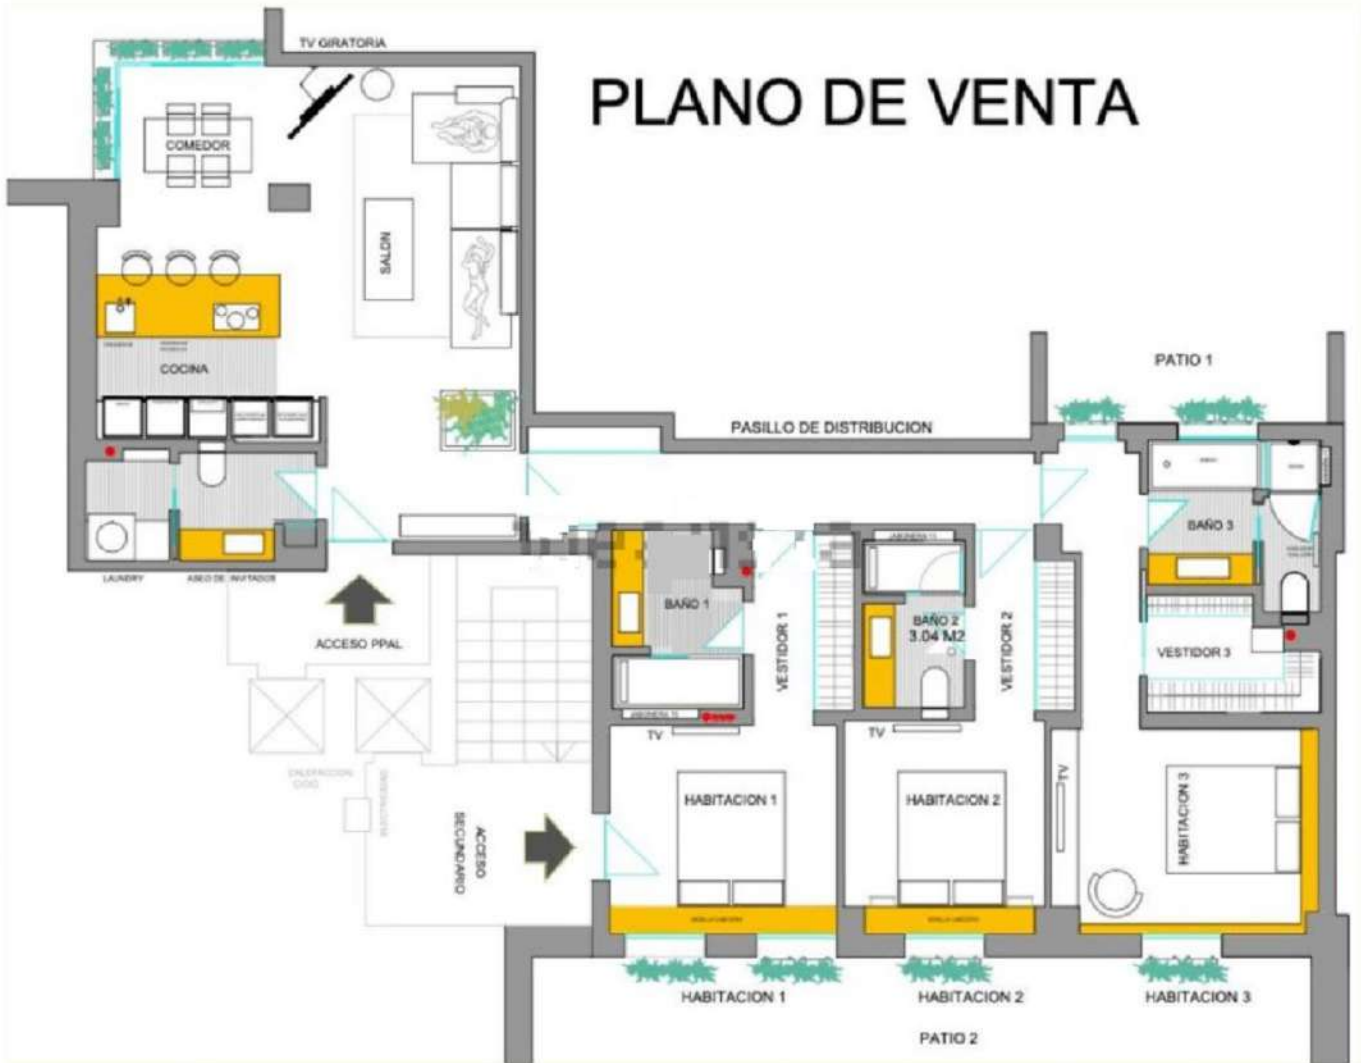 PLANO DE VENTA
TV GIRATORIA
COMEDOR
SALON
COCINA
PATIO 1
PASILLO DE DISTRIBUCION
BAÑO 3
LAUNDRY
ASEO DE INVITADOS
ACCESO PPAL
BAÑO 1
VESTIDOR 1
BAÑO 2
3.04 M2
VESTIDOR 2
VESTIDOR 3
TV
TV
TV
CALEFACCION
ELECTRICIDAD
ACCESO
SECUNDARIO
HABITACION 1
HABITACION 2
HABITACION 3
HABITACION 1
HABITACION 2
HABITACION 3
PATIO 2